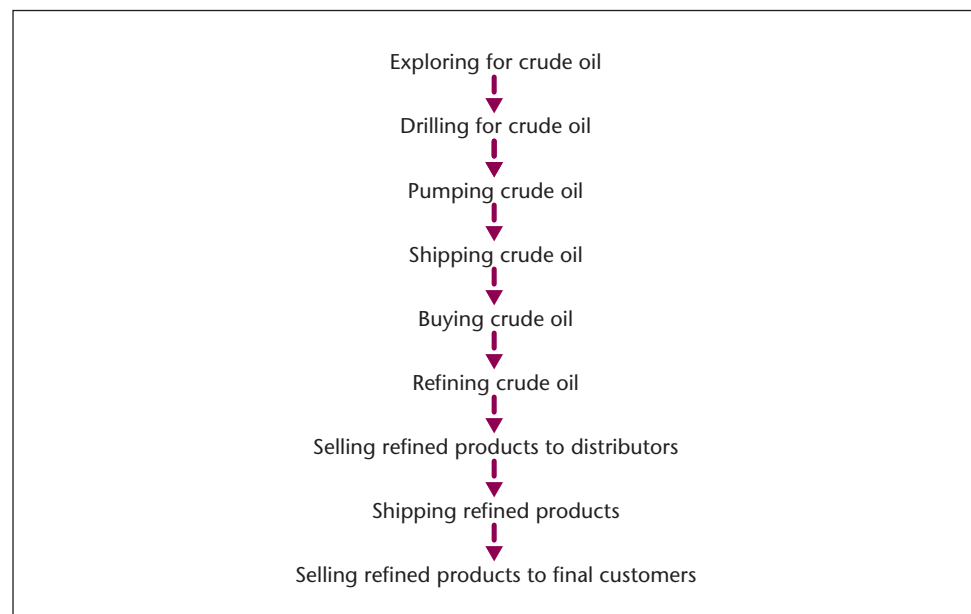 Exploring for crude oil
Drilling for crude oil
Pumping crude oil
Shipping crude oil
Buying crude oil
Refining crude oil
Selling refined products to distributors
Shipping refined products
Selling refined products to final customers